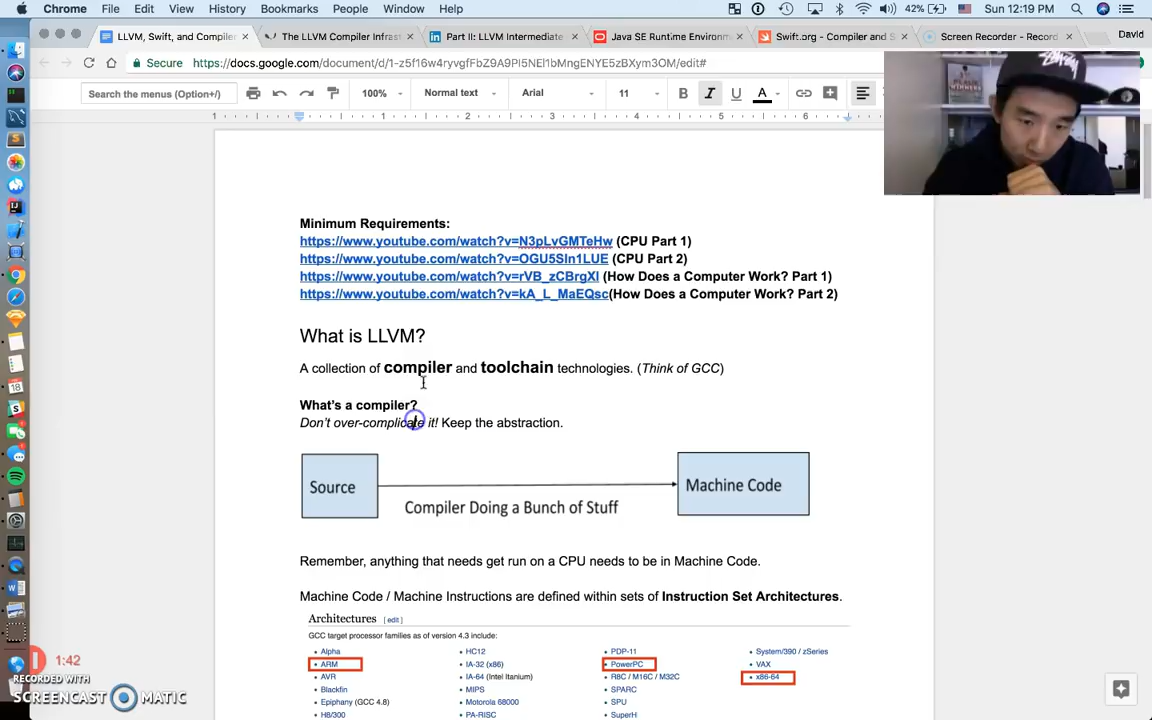 Chrome File Edit View History Bookmarks People Window Help 42% Sun 12:19 PM
LLVM, Swift, and Compiler × The LLVM Compiler Infrast × Part II: LLVM Intermediate × Java SE Runtime Environm × Swift.org - Compiler and S × Screen Recorder - Record × David
Secure https://docs.google.com/document/d/1-z5f16w4ryvgfFbZ9A9PI5NEl1bMngENYE5zBXym3OM/edit#
Search the menus (Option+/) 100% Normal text Arial 11 B I U A
1 1 2 3 4 5 6
Minimum Requirements:
https://www.youtube.com/watch?v=N3pLvGMTeHw (CPU Part 1)
https://www.youtube.com/watch?v=OGU5SIn1LUE (CPU Part 2)
https://www.youtube.com/watch?v=rVB_zCBrgXI (How Does a Computer Work? Part 1)
https://www.youtube.com/watch?v=kA_L_MaEQsc(How Does a Computer Work? Part 2)
What is LLVM?
A collection of compiler and toolchain technologies. (Think of GCC)
What's a compiler?
Don't over-complicate it! Keep the abstraction.
Source
Machine Code
Compiler Doing a Bunch of Stuff
Remember, anything that needs get run on a CPU needs to be in Machine Code.
Machine Code / Machine Instructions are defined within sets of Instruction Set Architectures.
Architectures [ edit ]
GCC target processor families as of version 4.3 include:
• Alpha • HC12 • PDP-11 • System/390 / zSeries
• ARM • IA-32 (x86) • PowerPC • VAX
• AVR • IA-64 (Intel Itanium) • R8C / M16C / M32C • x86-64
• Blackfin • MIPS • SPARC
• Epiphany (GCC 4.8) • Motorola 68000 • SPU
• H8/300 • PA-RISC • SuperH
1:42
RECORDED WITH
SCREENCAST MATIC